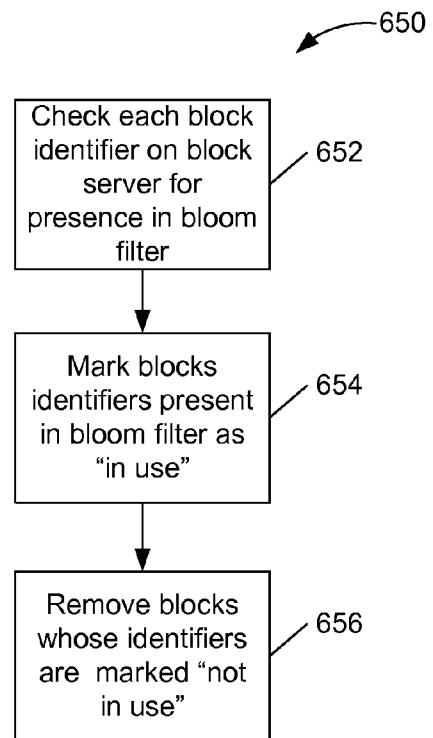 650
Check each block
identifier on block
server for
presence in bloom
filter
652
Mark blocks
identifiers present
in bloom filter as
“in use”
654
Remove blocks
whose identifiers
are marked “not
in use”
656